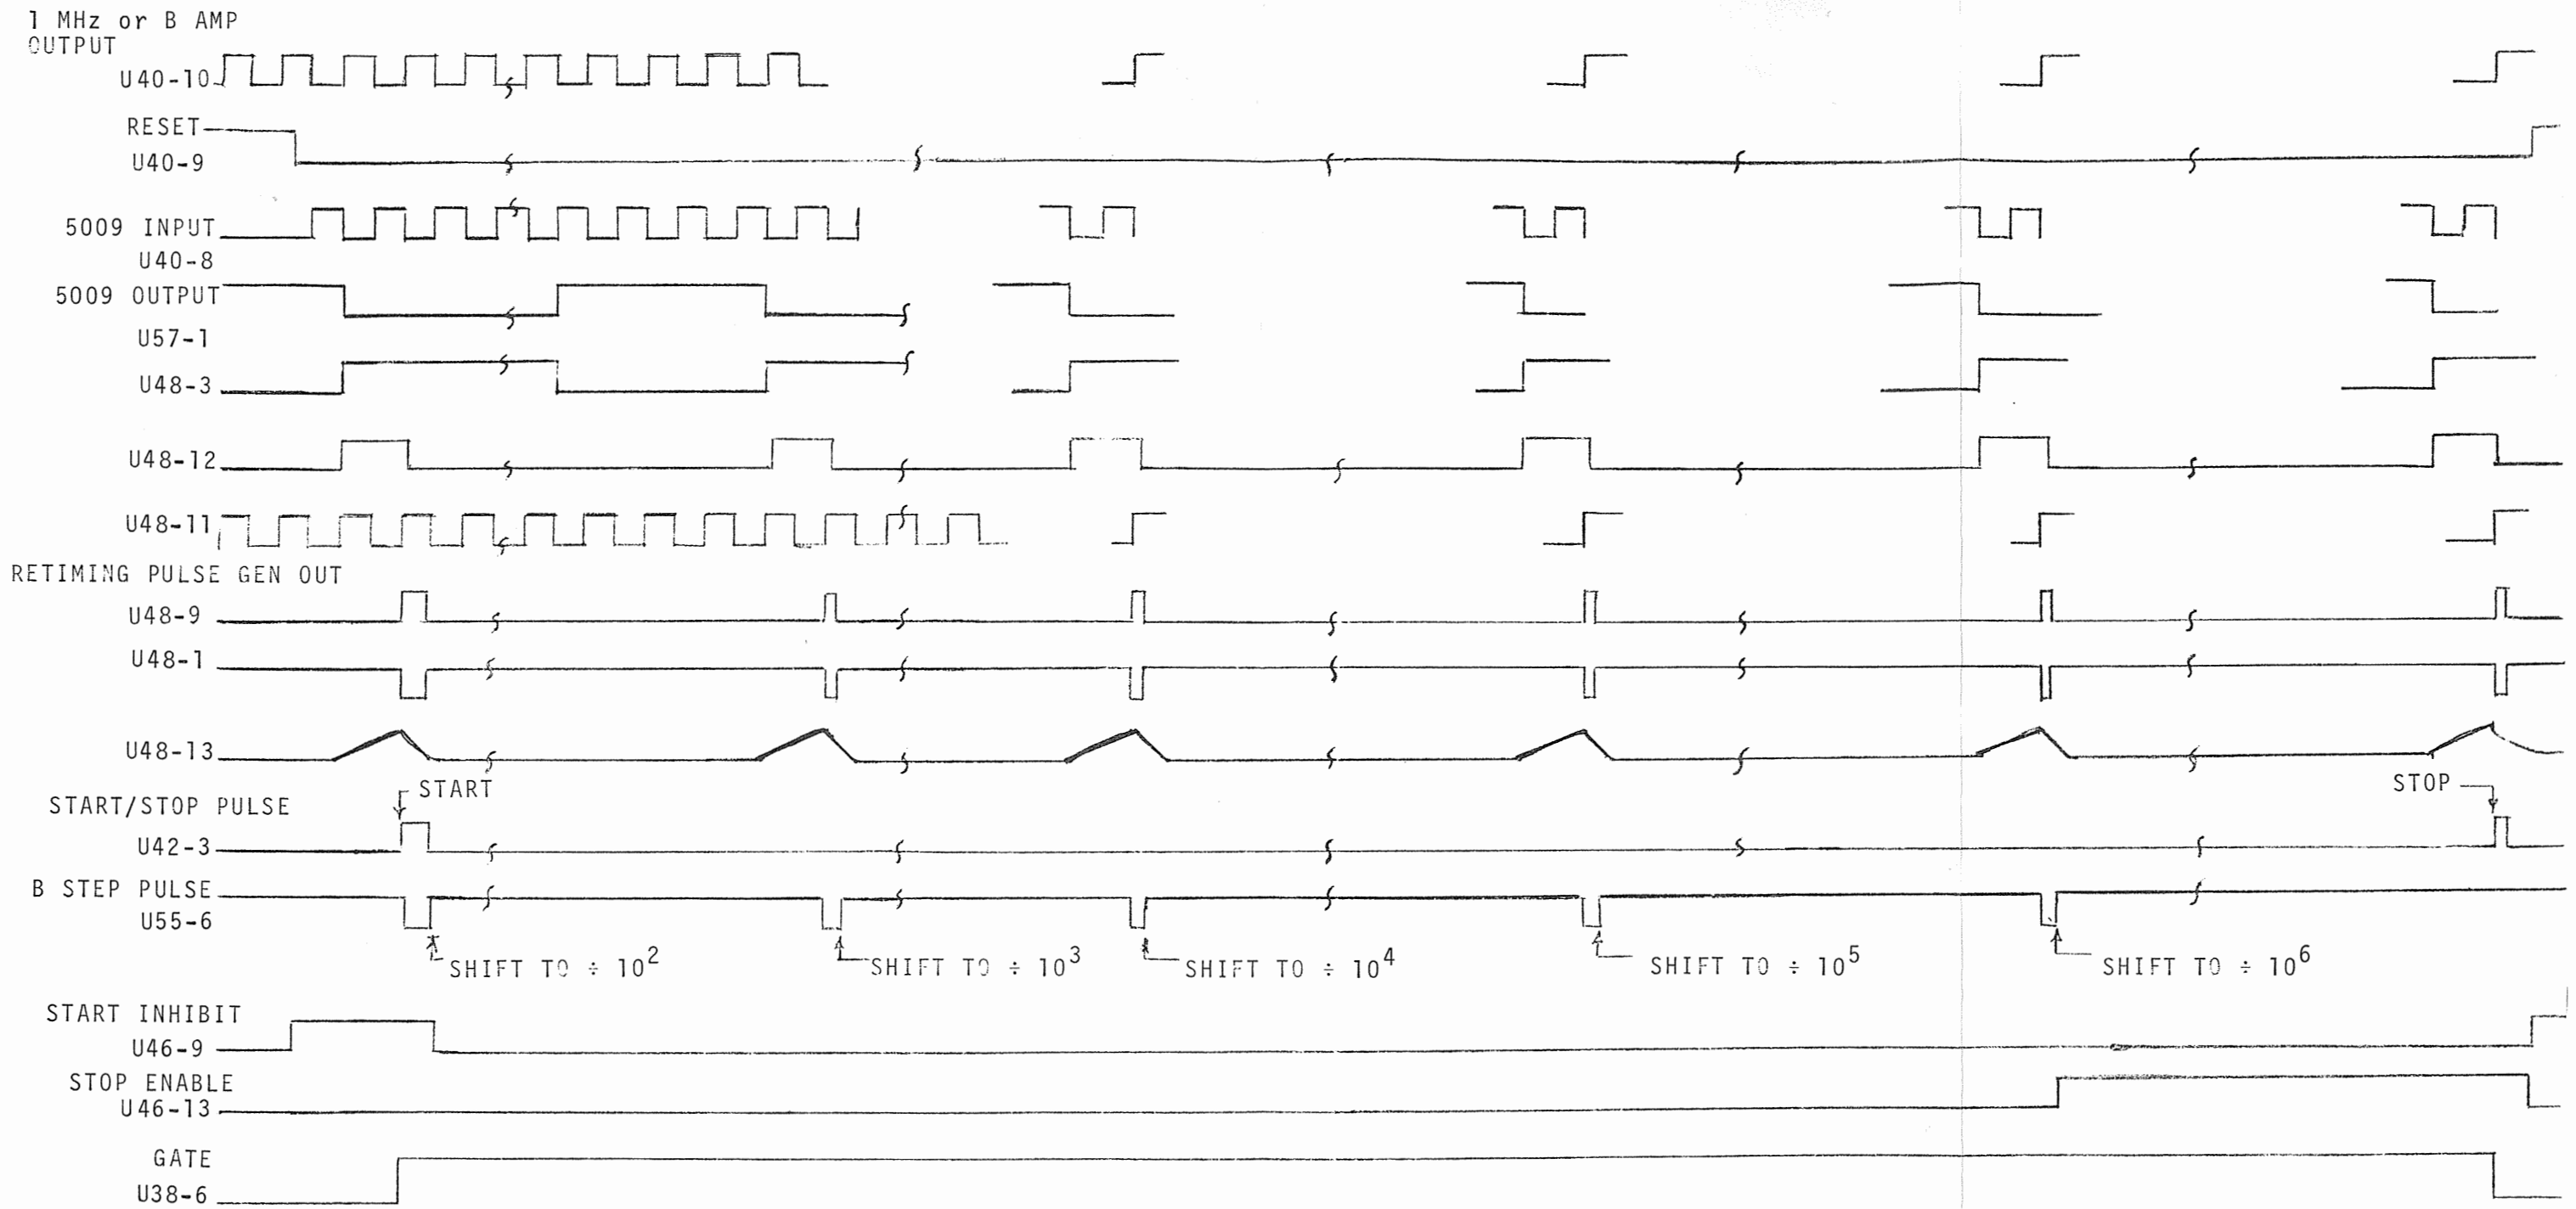 1 MHz or B AMP
OUTPUT
U40-10
RESET
U40-9
5009 INPUT
U40-8
5009 OUTPUT
U57-1
U48-3
U48-12
U48-11
RETIMING PULSE GEN OUT
U48-9
U48-1
U48-13
START
STOP
START/STOP PULSE
U42-3
B STEP PULSE
U55-6
SHIFT TO ÷ 10²
SHIFT TO ÷ 10³
SHIFT TO ÷ 10⁴
SHIFT TO ÷ 10⁵
SHIFT TO ÷ 10⁶
START INHIBIT
U46-9
STOP ENABLE
U46-13
GATE
U38-6